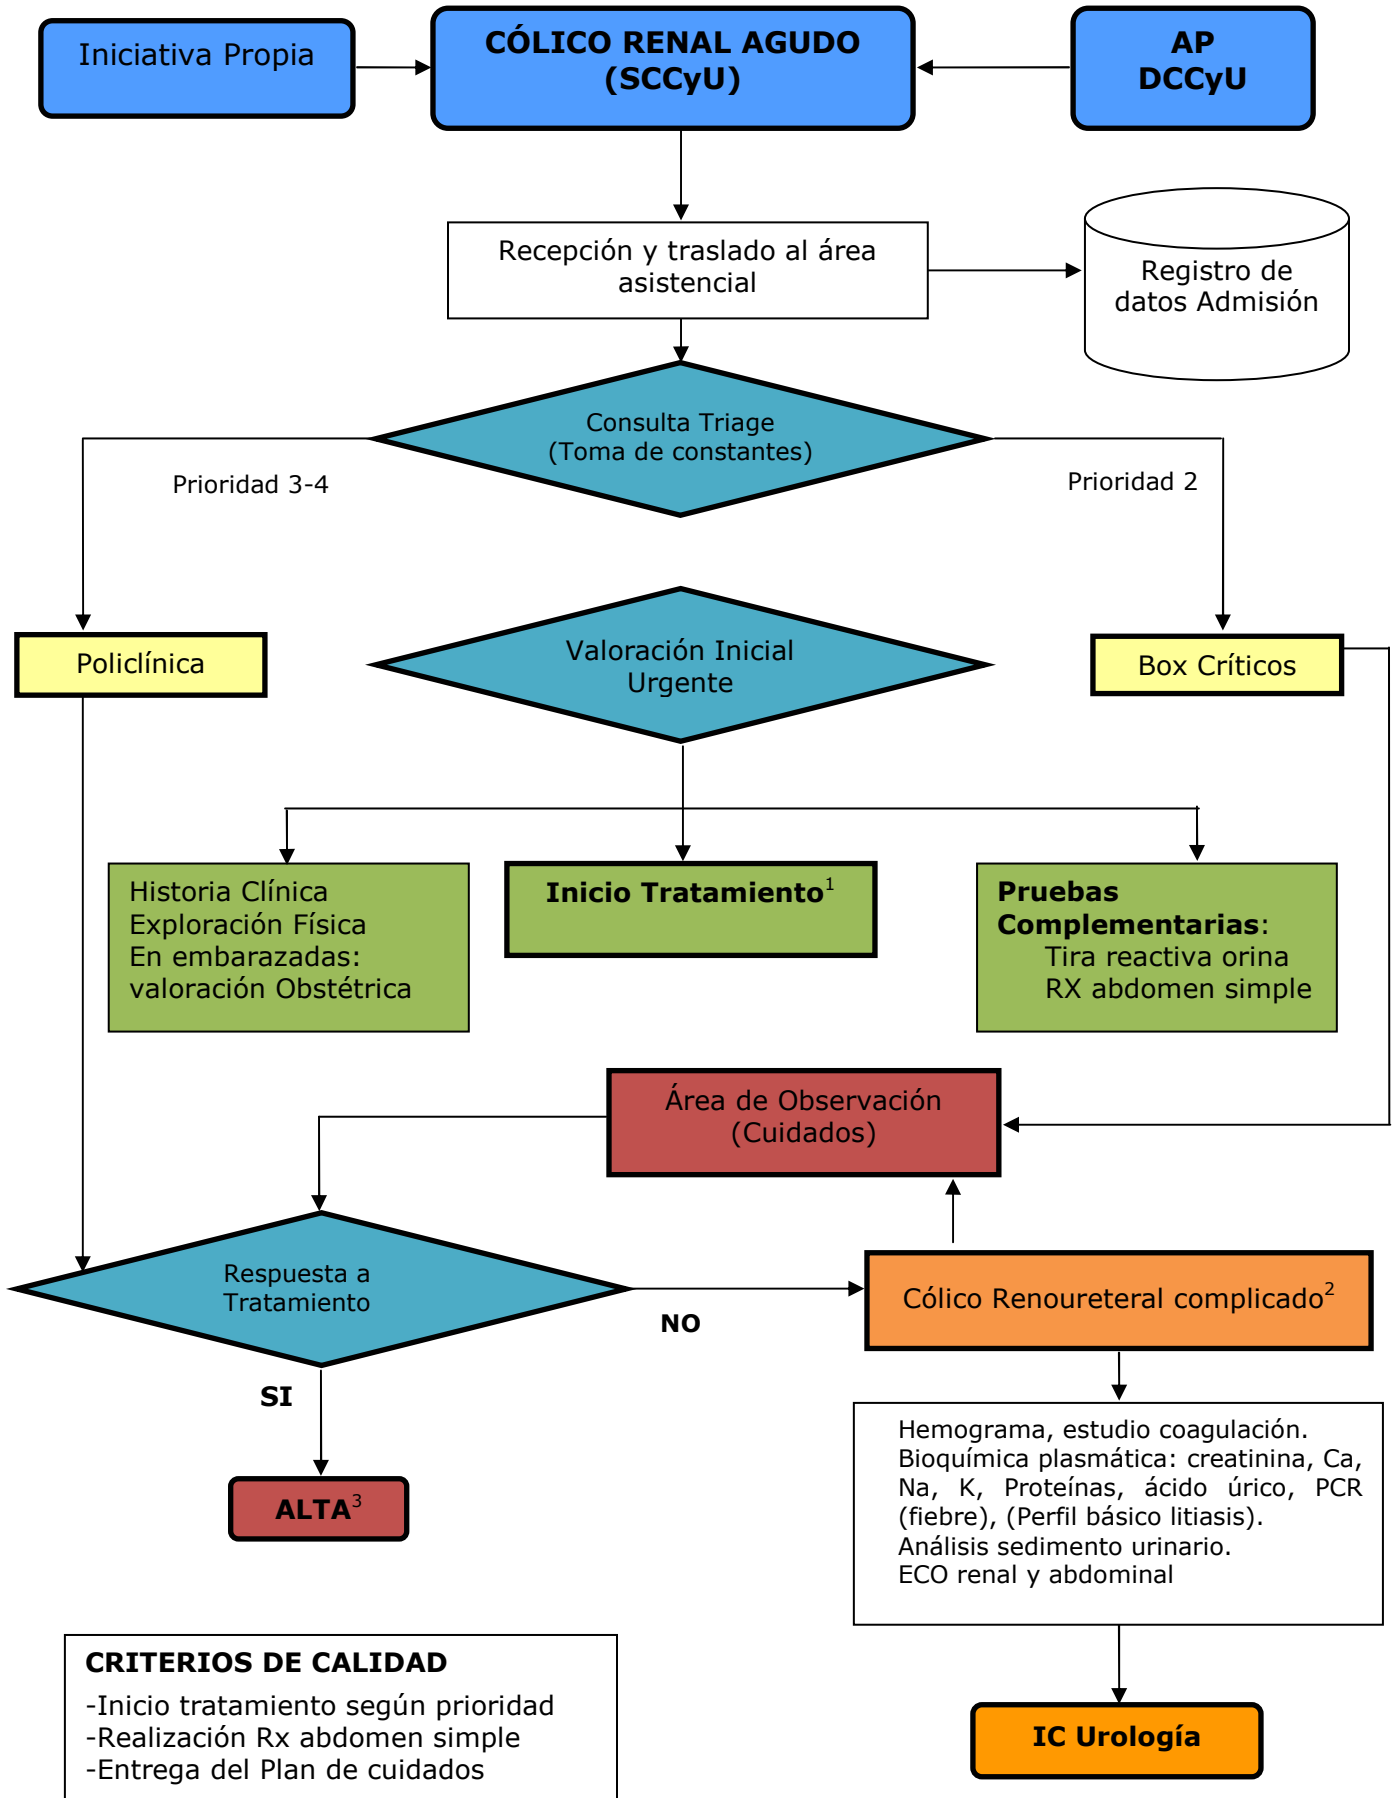 Iniciativa Propia
CÓLICO RENAL AGUDO
(SCCyU)
AP
DCCyU
Recepción y traslado al área
asistencial
Registro de
datos Admisión
Consulta Triage
(Toma de constantes)
Prioridad 3-4
Prioridad 2
Policlínica
Valoración Inicial
Urgente
Box Críticos
Historia Clínica
Exploración Física
En embarazadas:
valoración Obstétrica
Inicio Tratamiento¹
Pruebas
Complementarias:
Tira reactiva orina
RX abdomen simple
Área de Observación
(Cuidados)
Respuesta a
Tratamiento
NO
Cólico Renoureteral complicado²
SI
ALTA³
Hemograma, estudio coagulación.
Bioquímica plasmática: creatinina, Ca,
Na, K, Proteínas, ácido úrico, PCR
(fiebre), (Perfil básico litiasis).
Análisis sedimento urinario.
ECO renal y abdominal
CRITERIOS DE CALIDAD
-Inicio tratamiento según prioridad
-Realización Rx abdomen simple
-Entrega del Plan de cuidados
IC Urología